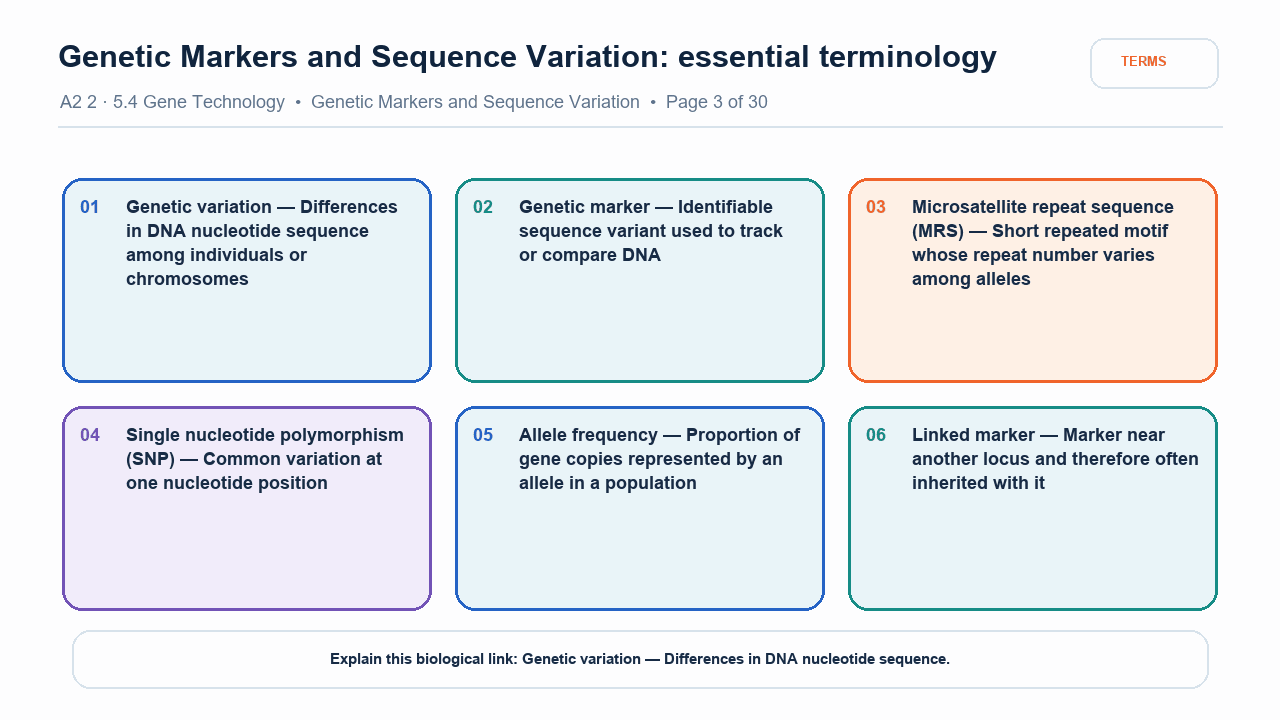 Genetic Markers and Sequence Variation: essential terminology
TERMS
A2 2 · 5.4 Gene Technology • Genetic Markers and Sequence Variation • Page 3 of 30
01 Genetic variation — Differences
in DNA nucleotide sequence
among individuals or
chromosomes
02 Genetic marker — Identifiable
sequence variant used to track
or compare DNA
03 Microsatellite repeat sequence
(MRS) — Short repeated motif
whose repeat number varies
among alleles
04 Single nucleotide polymorphism
(SNP) — Common variation at
one nucleotide position
05 Allele frequency — Proportion of
gene copies represented by an
allele in a population
06 Linked marker — Marker near
another locus and therefore often
inherited with it
Explain this biological link: Genetic variation — Differences in DNA nucleotide sequence.